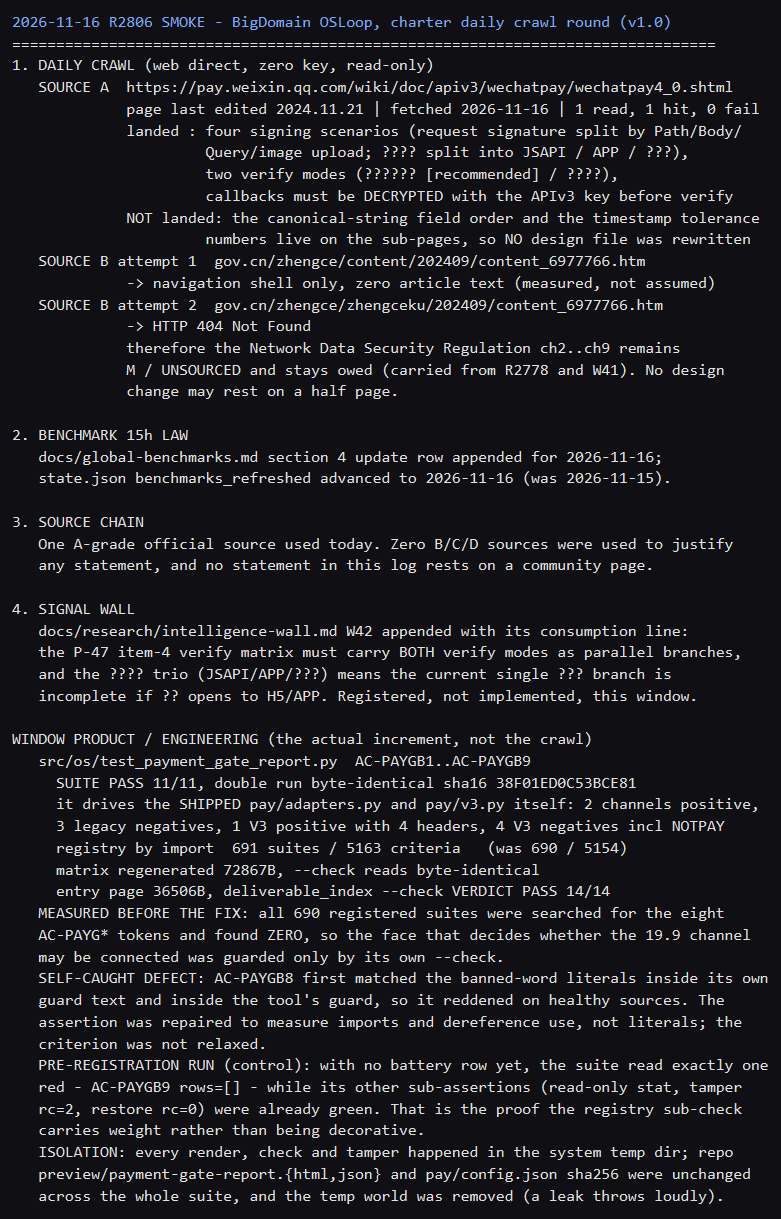 2026-11-16 R2806 SMOKE - BigDomain OSLoop, charter daily crawl round (v1.0)
================================================================================
1. DAILY CRAWL (web direct, zero key, read-only)
SOURCE A  https://pay.weixin.qq.com/wiki/doc/apiv3/wechatpay/wechatpay4_0.shtml
page last edited 2024.11.21 | fetched 2026-11-16 | 1 read, 1 hit, 0 fail
landed : four signing scenarios (request signature split by Path/Body/
Query/image upload; ???? split into JSAPI / APP / ???),
two verify modes (?????? [recommended] / ????),
callbacks must be DECRYPTED with the APIv3 key before verify
NOT landed: the canonical-string field order and the timestamp tolerance
numbers live on the sub-pages, so NO design file was rewritten
SOURCE B attempt 1  gov.cn/zhengce/content/202409/content_6977766.htm
-> navigation shell only, zero article text (measured, not assumed)
SOURCE B attempt 2  gov.cn/zhengce/zhengceku/202409/content_6977766.htm
-> HTTP 404 Not Found
therefore the Network Data Security Regulation ch2..ch9 remains
M / UNSOURCED and stays owed (carried from R2778 and W41). No design
change may rest on a half page.
2. BENCHMARK 15h LAW
docs/global-benchmarks.md section 4 update row appended for 2026-11-16;
state.json benchmarks_refreshed advanced to 2026-11-16 (was 2026-11-15).
3. SOURCE CHAIN
One A-grade official source used today. Zero B/C/D sources were used to justify
any statement, and no statement in this log rests on a community page.
4. SIGNAL WALL
docs/research/intelligence-wall.md W42 appended with its consumption line:
the P-47 item-4 verify matrix must carry BOTH verify modes as parallel branches,
and the ???? trio (JSAPI/APP/???) means the current single ??? branch is
incomplete if ?? opens to H5/APP. Registered, not implemented, this window.
WINDOW PRODUCT / ENGINEERING (the actual increment, not the crawl)
src/os/test_payment_gate_report.py  AC-PAYGB1..AC-PAYGB9
SUITE PASS 11/11, double run byte-identical sha16 38F01ED0C53BCE81
it drives the SHIPPED pay/adapters.py and pay/v3.py itself: 2 channels positive,
3 legacy negatives, 1 V3 positive with 4 headers, 4 V3 negatives incl NOTPAY
registry by import  691 suites / 5163 criteria   (was 690 / 5154)
matrix regenerated 72867B, --check reads byte-identical
entry page 36506B, deliverable_index --check VERDICT PASS 14/14
MEASURED BEFORE THE FIX: all 690 registered suites were searched for the eight
AC-PAYG* tokens and found ZERO, so the face that decides whether the 19.9 channel
may be connected was guarded only by its own --check.
SELF-CAUGHT DEFECT: AC-PAYGB8 first matched the banned-word literals inside its own
guard text and inside the tool's guard, so it reddened on healthy sources. The
assertion was repaired to measure imports and dereference use, not literals; the
criterion was not relaxed.
PRE-REGISTRATION RUN (control): with no battery row yet, the suite read exactly one
red - AC-PAYGB9 rows=[] - while its other sub-assertions (read-only stat, tamper
rc=2, restore rc=0) were already green. That is the proof the registry sub-check
carries weight rather than being decorative.
ISOLATION: every render, check and tamper happened in the system temp dir; repo
preview/payment-gate-report.{html,json} and pay/config.json sha256 were unchanged
across the whole suite, and the temp world was removed (a leak throws loudly).